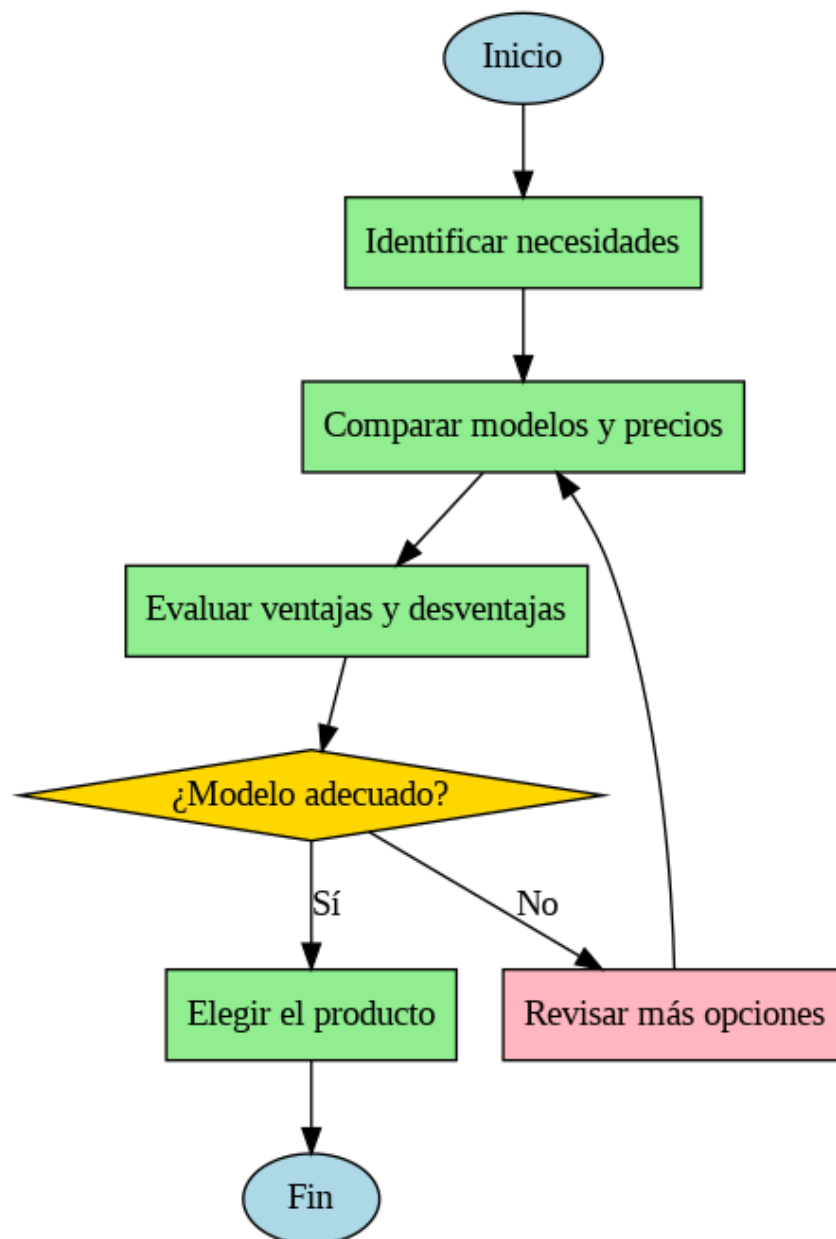 Inicio
Identificar necesidades
Comparar modelos y precios
Evaluar ventajas y desventajas
¿Modelo adecuado?
Sí
No
Elegir el producto
Revisar más opciones
Fin